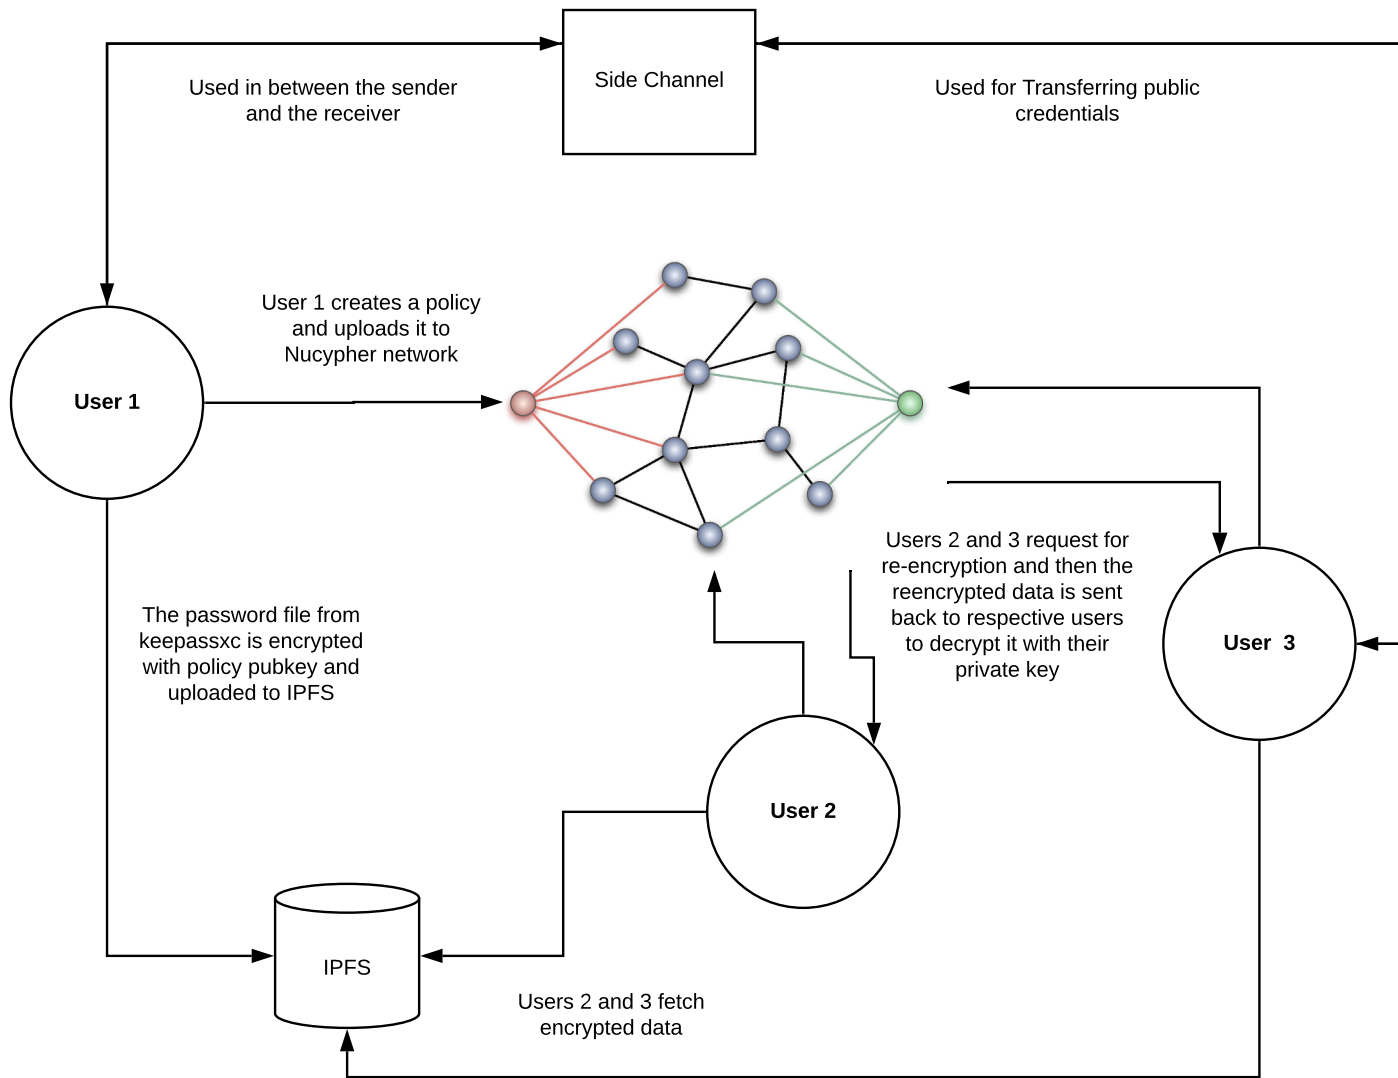 Side Channel
Used in between the sender
and the receiver
Used for Transferring public
credentials
User 1 creates a policy
and uploads it to
Nucypher network
User 1
Users 2 and 3 request for
re-encryption and then the
reencrypted data is sent
back to respective users
to decrypt it with their
private key
User  3
The password file from
keepassxc is encrypted
with policy pubkey and
uploaded to IPFS
User 2
IPFS
Users 2 and 3 fetch
encrypted data